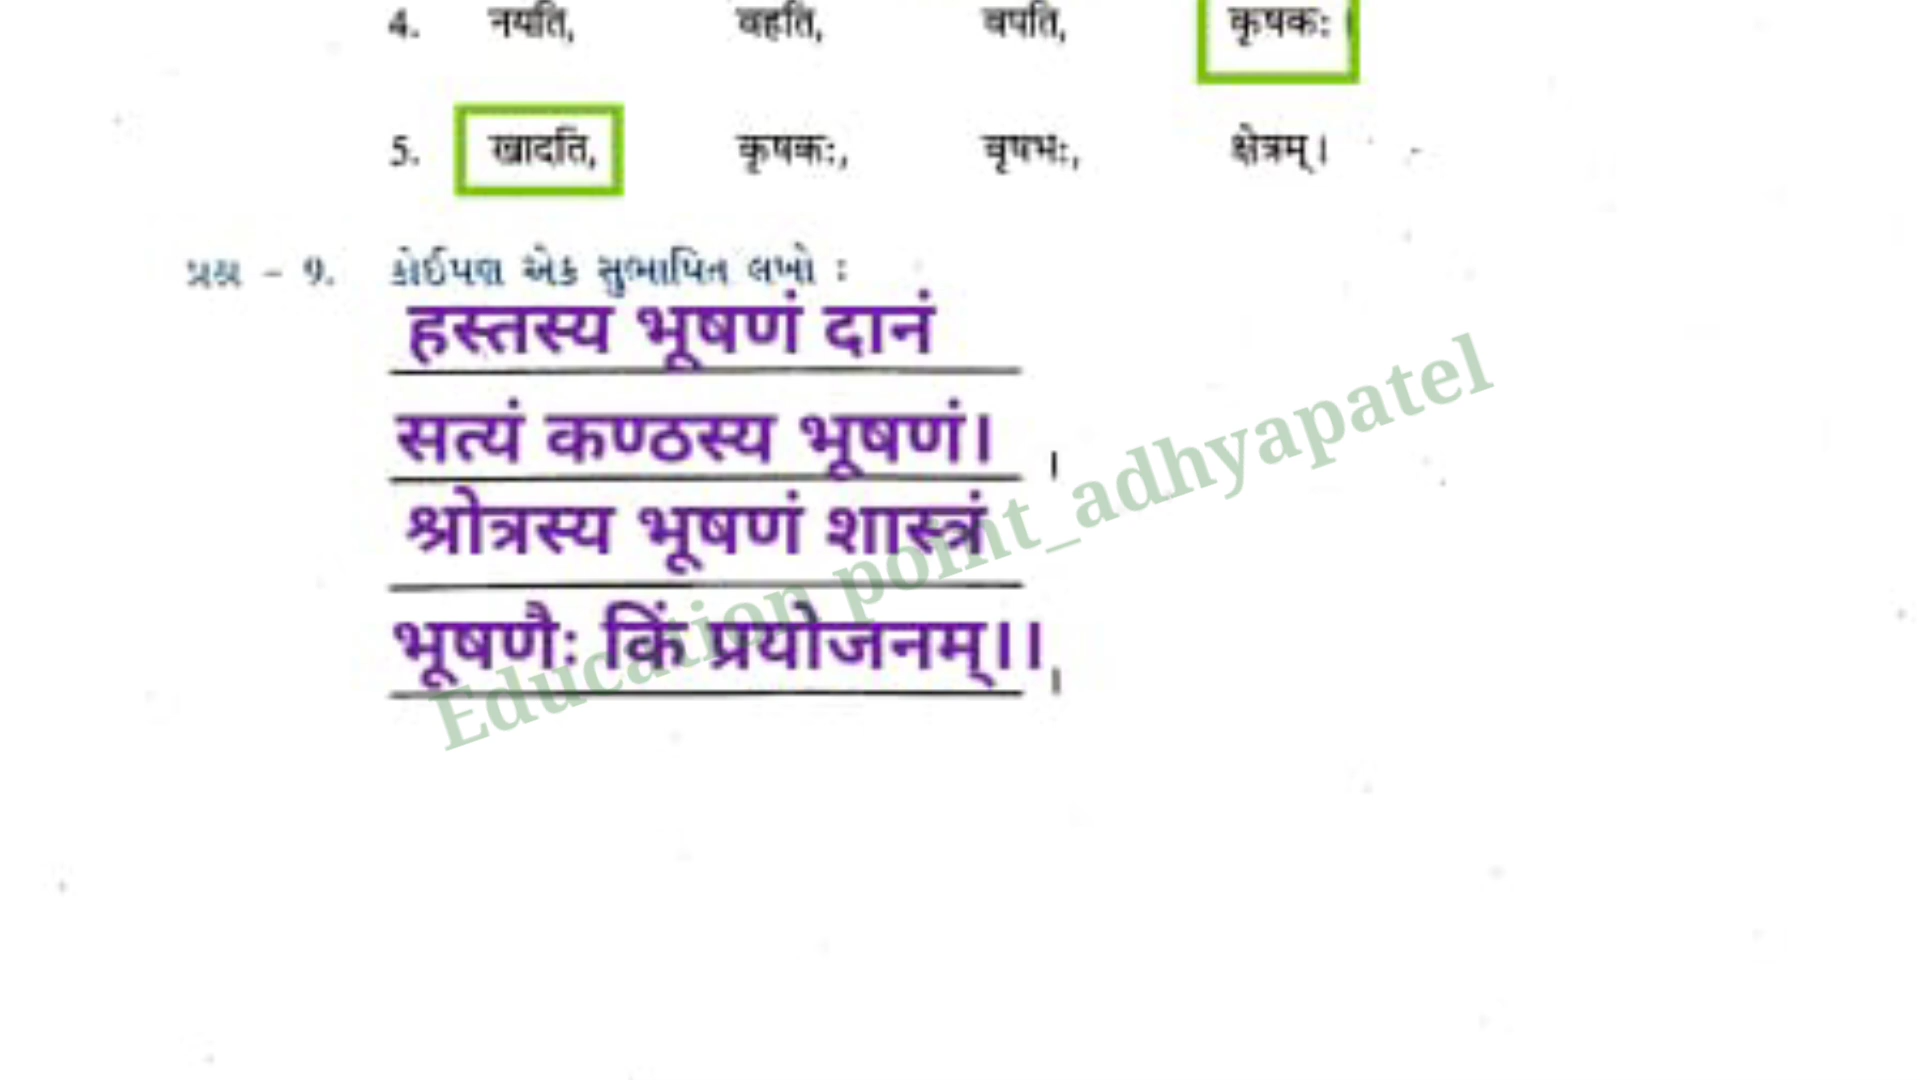 4. नयति, वहति, वपति, कृषकः ।
5. खादति, कृषकः, वृषभः, क्षेत्रम् ।
પ્રશ્ન - 9. કોઈપણ એક સુભાષિત લખો :
हस्तस्य भूषणं दानं
सत्यं कण्ठस्य भूषणं। ।
श्रोत्रस्य भूषणं शास्त्रं
भूषणैः किं प्रयोजनम्।। ।
Education point_adhyapatel